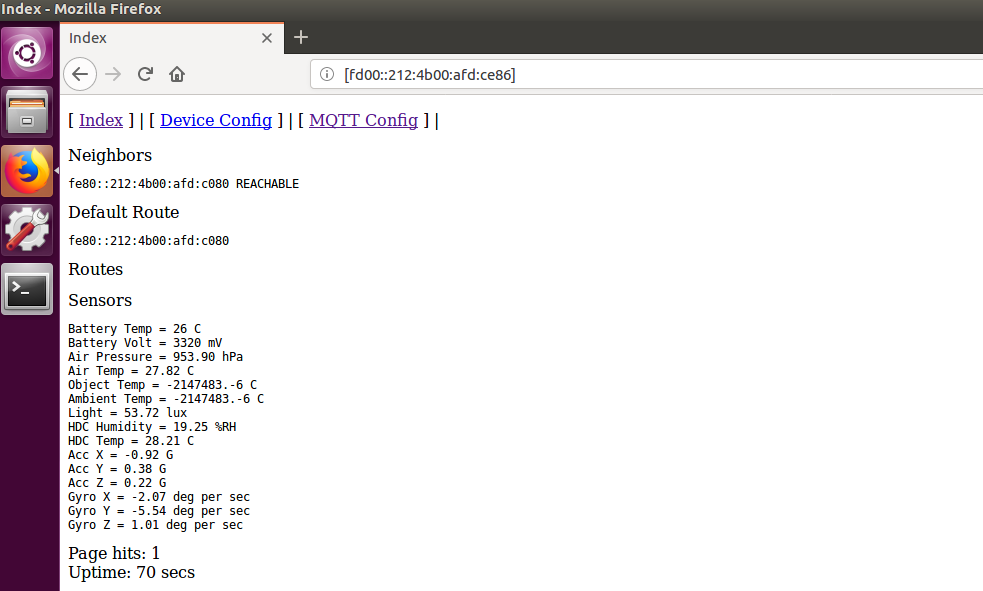 Index - Mozilla Firefox
Index
[fd00::212:4b00:afd:ce86]
[ Index ] | [ Device Config ] | [ MQTT Config ] |
Neighbors
fe80::212:4b00:afd:c080 REACHABLE
Default Route
fe80::212:4b00:afd:c080
Routes
Sensors
Battery Temp = 26 C
Battery Volt = 3320 mV
Air Pressure = 953.90 hPa
Air Temp = 27.82 C
Object Temp = -2147483.-6 C
Ambient Temp = -2147483.-6 C
Light = 53.72 lux
HDC Humidity = 19.25 %RH
HDC Temp = 28.21 C
Acc X = -0.92 G
Acc Y = 0.38 G
Acc Z = 0.22 G
Gyro X = -2.07 deg per sec
Gyro Y = -5.54 deg per sec
Gyro Z = 1.01 deg per sec
Page hits: 1
Uptime: 70 secs